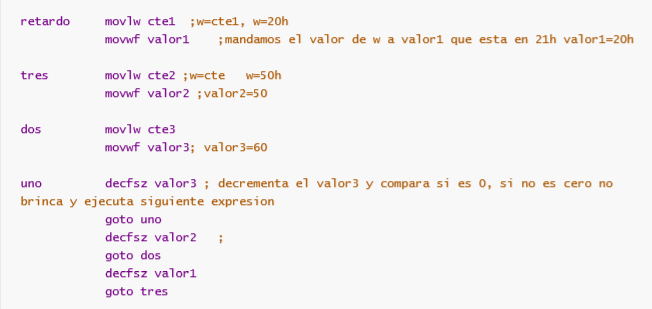 retardo movlw cte1 ;w=cte1, w=20h
movwf valor1 ;mandamos el valor de w a valor1 que esta en 21h valor1=20h
tres movlw cte2 ;w=cte w=50h
movwf valor2 ;valor2=50
dos movlw cte3
movwf valor3; valor3=60
uno decfsz valor3 ; decrementa el valor3 y compara si es 0, si no es cero no
brinca y ejecuta siguiente expresion
goto uno
decfsz valor2 ;
goto dos
decfsz valor1
goto tres